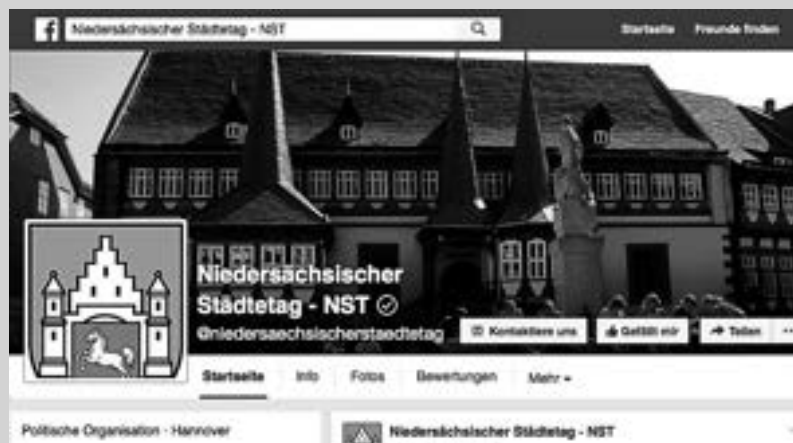 f Niedersächsischer Städtetag - NST Startseite Freunde finden
Niedersächsischer
Städtetag - NST
@niedersaechsischerstaedtetag Kontaktiere uns Gefällt mir Teilen
Startseite Info Fotos Bewertungen Mehr
Politische Organisation · Hannover
Niedersächsischer Städtetag - NST